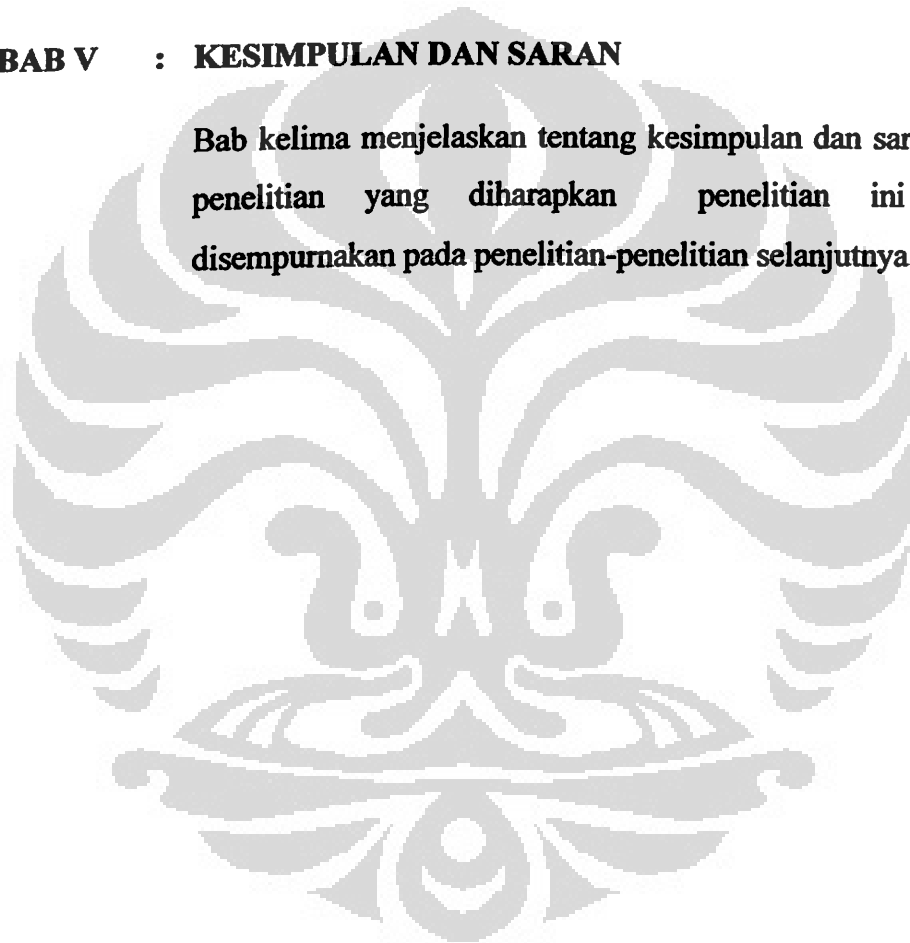 BAB V : KESIMPULAN DAN SARAN
Bab kelima menjelaskan tentang kesimpulan dan sar
penelitian yang diharapkan penelitian ini
disempurnakan pada penelitian-penelitian selanjutnya